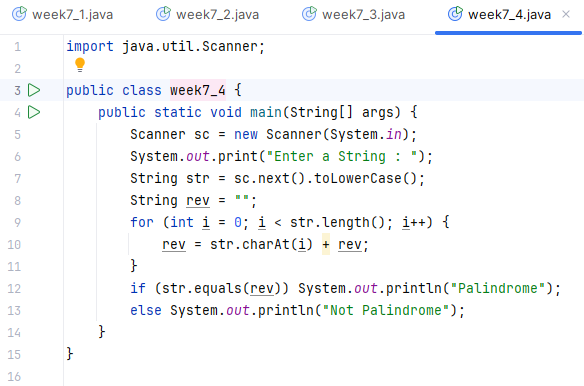 week7_1.java week7_2.java week7_3.java week7_4.java
1 import java.util.Scanner;
2
3 public class week7_4 {
4 public static void main(String[] args) {
5 Scanner sc = new Scanner(System.in);
6 System.out.print("Enter a String : ");
7 String str = sc.next().toLowerCase();
8 String rev = "";
9 for (int i = 0; i < str.length(); i++) {
10 rev = str.charAt(i) + rev;
11 }
12 if (str.equals(rev)) System.out.println("Palindrome");
13 else System.out.println("Not Palindrome");
14 }
15 }
16